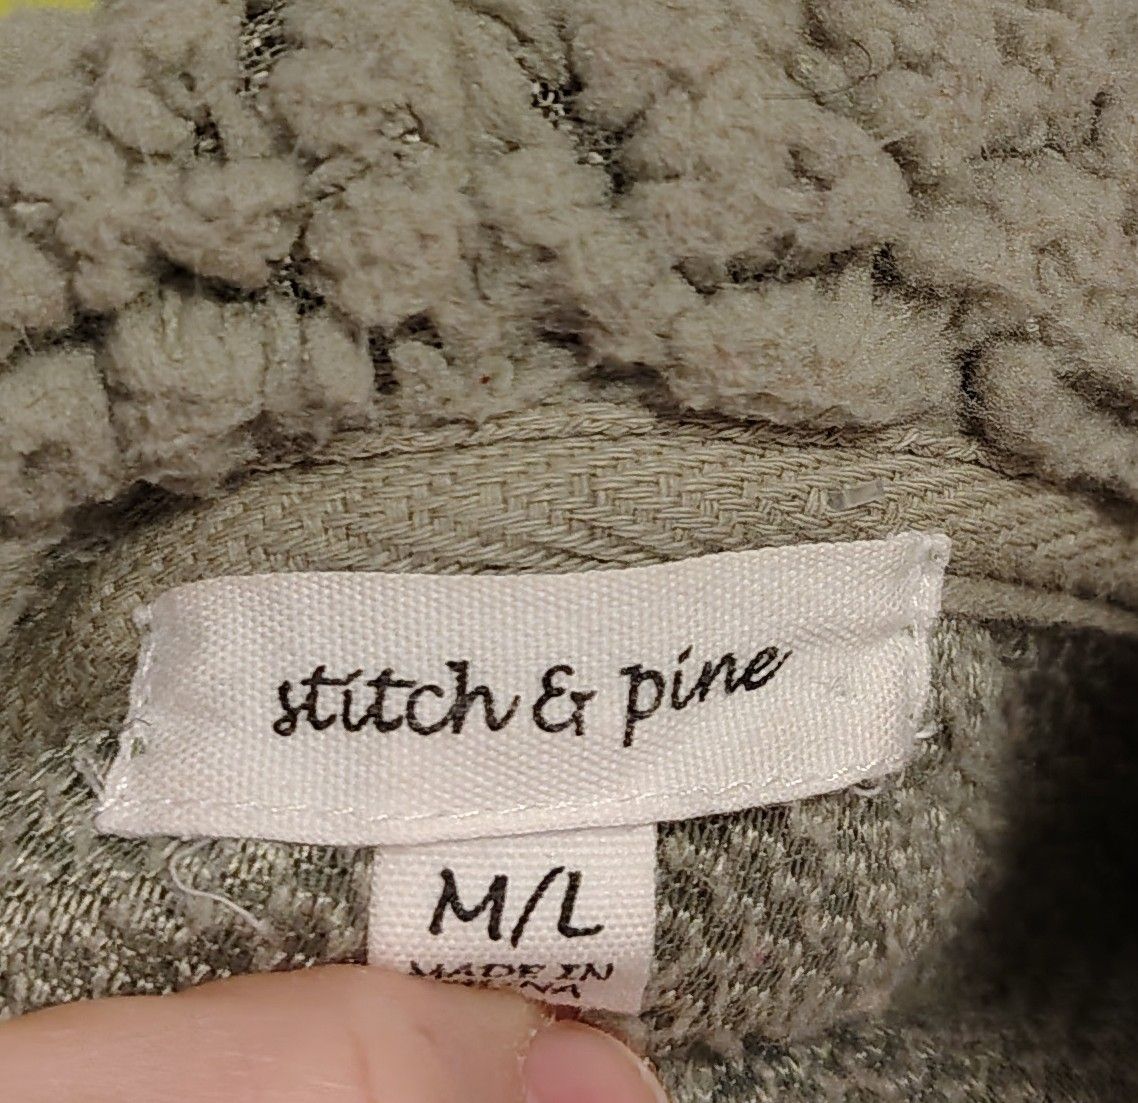 stitch & pine
M/L
MADE IN